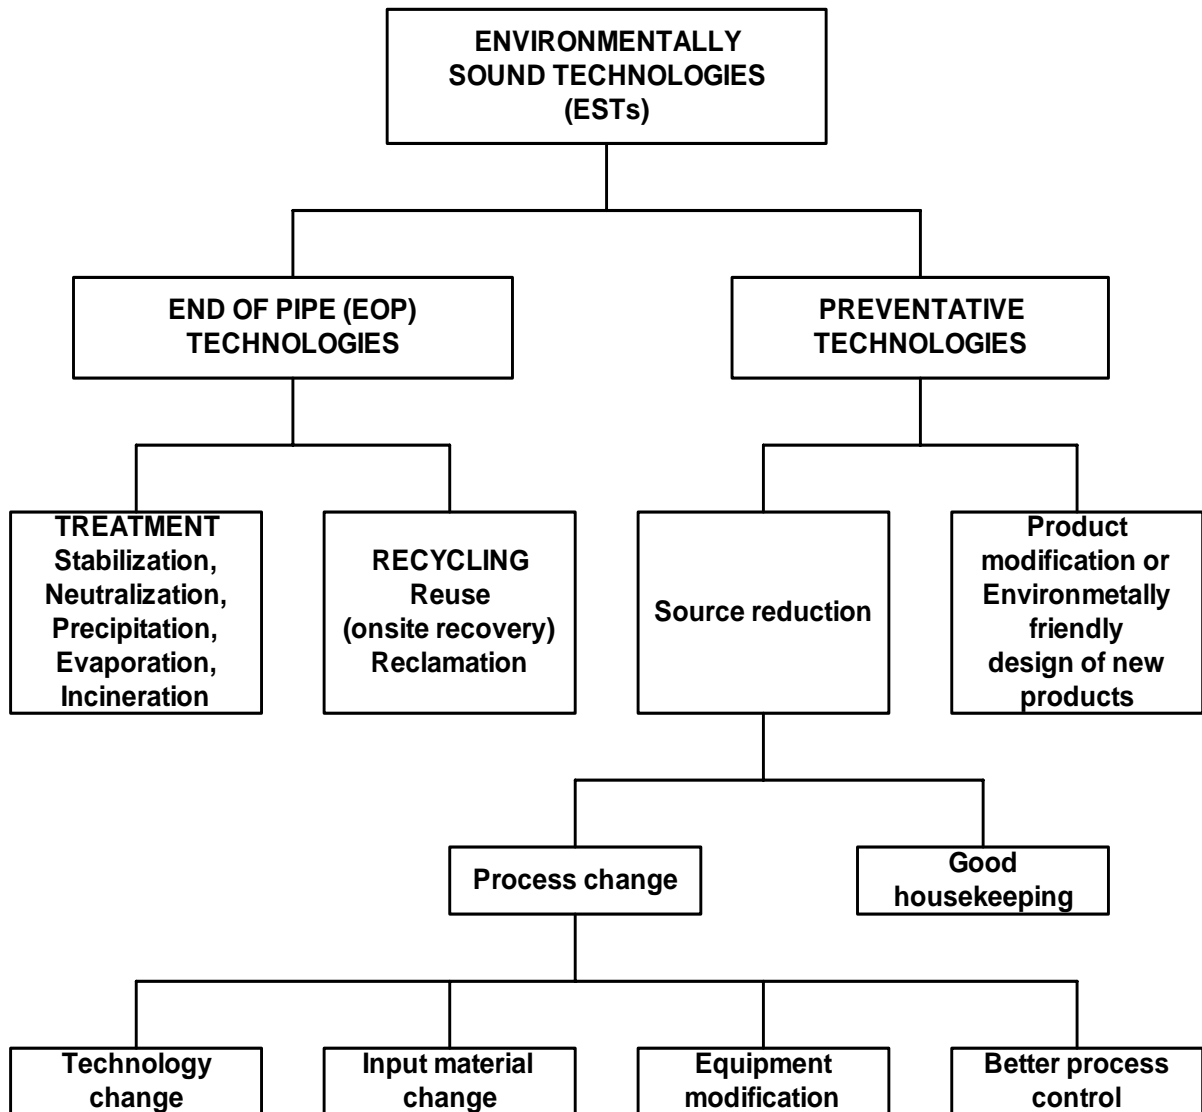 ENVIRONMENTALLY
SOUND TECHNOLOGIES
(ESTs)
END OF PIPE (EOP)
TECHNOLOGIES
PREVENTATIVE
TECHNOLOGIES
TREATMENT
Stabilization,
Neutralization,
Precipitation,
Evaporation,
Incineration
RECYCLING
Reuse
(onsite recovery)
Reclamation
Source reduction
Product
modification or
Environmetally
friendly
design of new
products
Process change
Good
housekeeping
Technology
change
Input material
change
Equipment
modification
Better process
control